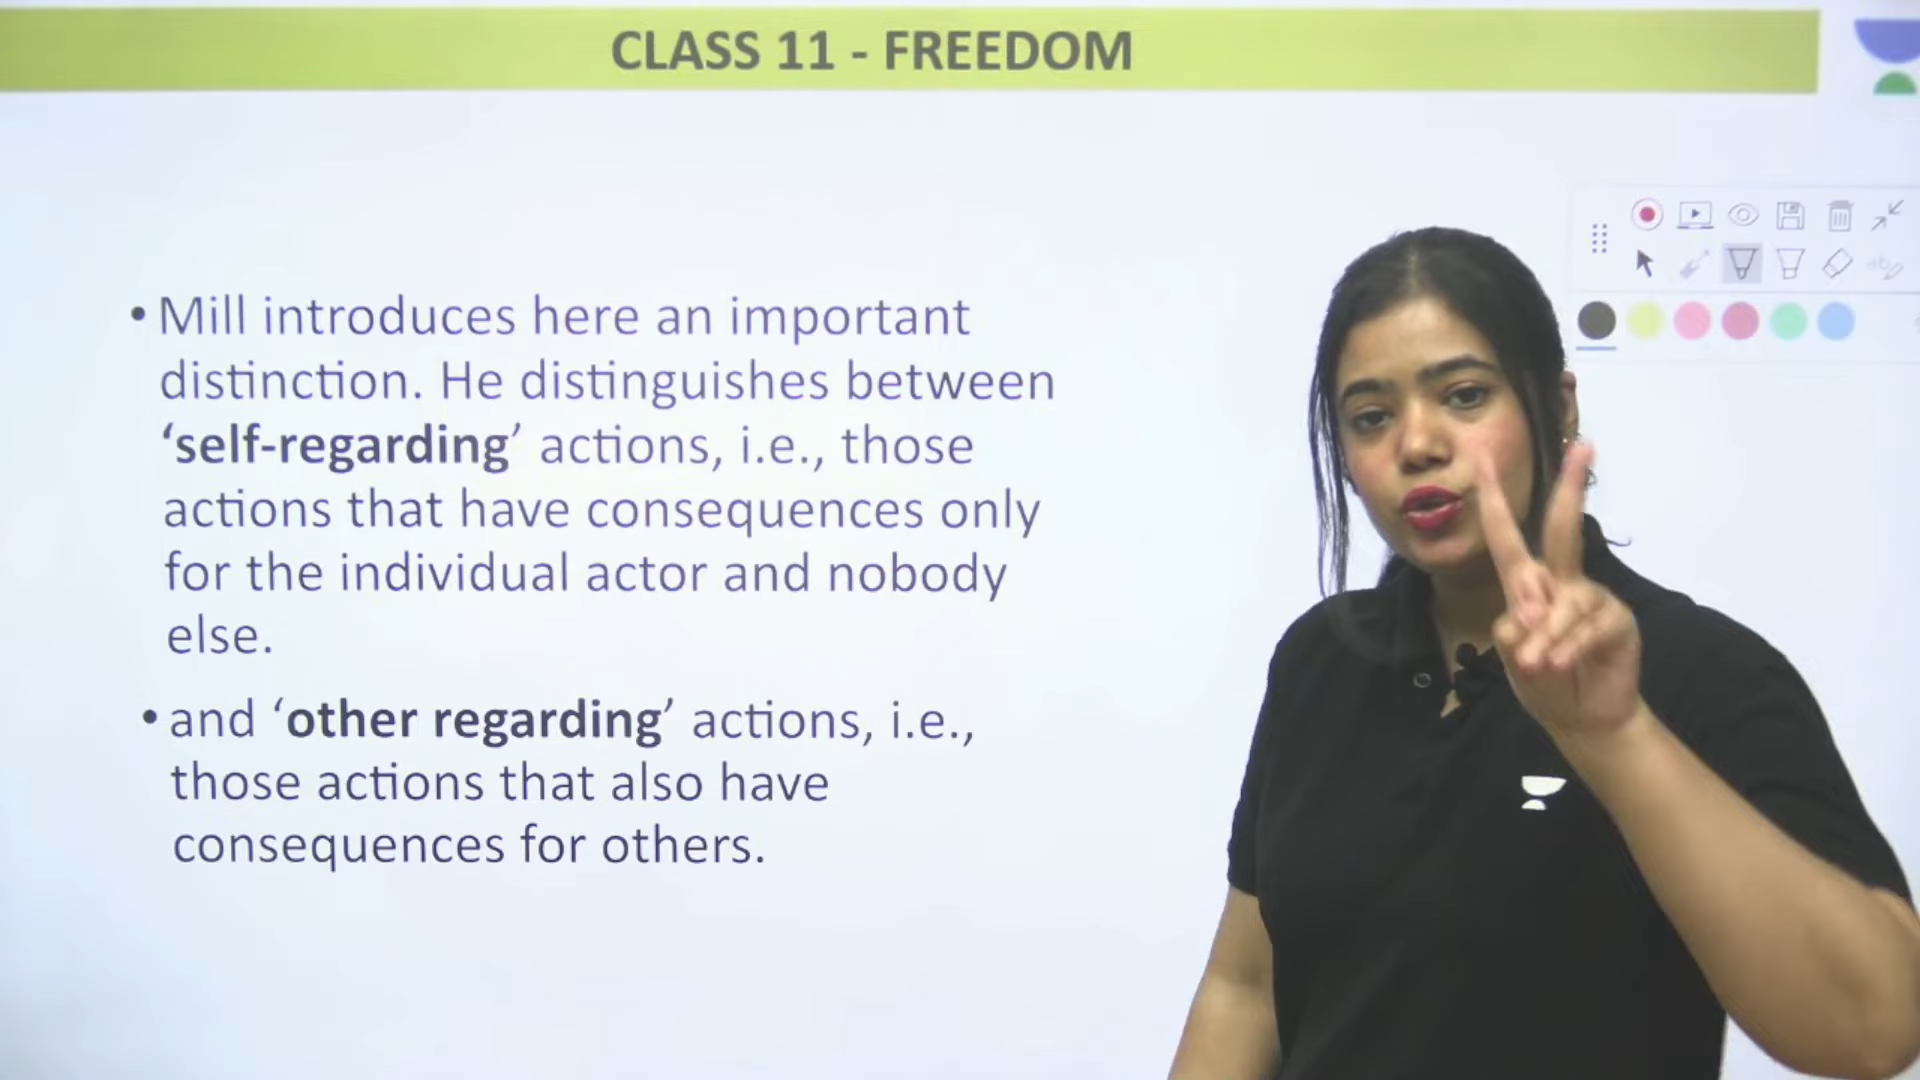 CLASS 11 - FREEDOM
• Mill introduces here an important
distinction. He distinguishes between
‘self-regarding’ actions, i.e., those
actions that have consequences only
for the individual actor and nobody
else.
• and ‘other regarding’ actions, i.e.,
those actions that also have
consequences for others.